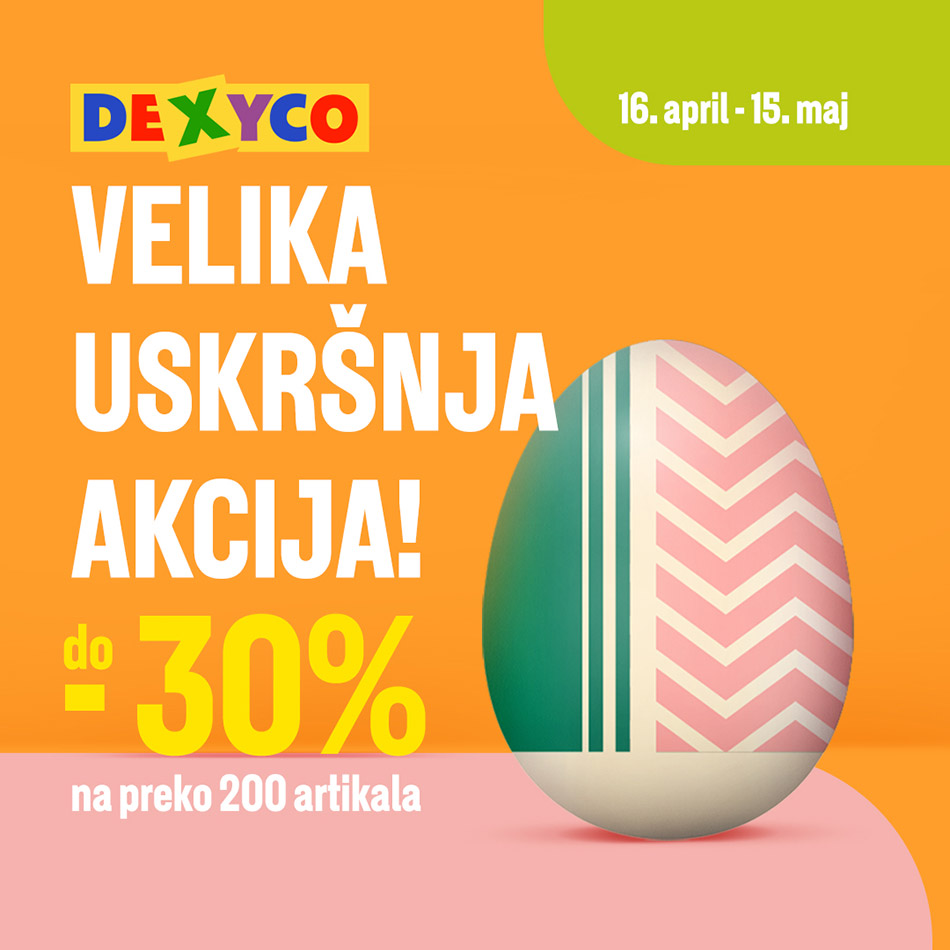 DEXYCO
16. april - 15. maj
VELIKA
USKRŠNJA
AKCIJA!
do
- 30%
na preko 200 artikala